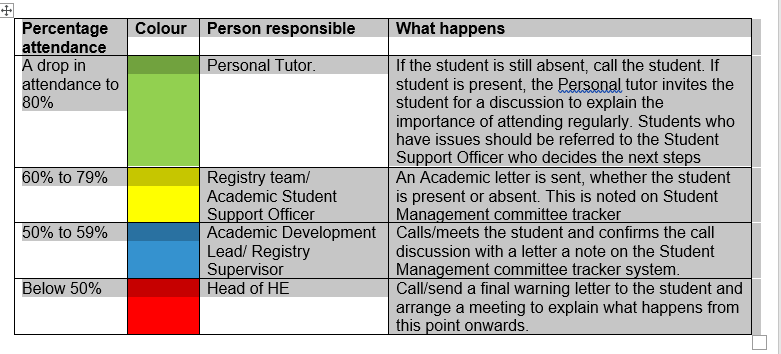 Percentage Colour Person responsible What happens
attendance
A drop in Personal Tutor. If the student is still absent, call the student. If
attendance to student is present, the Personal tutor invites the
80% student for a discussion to explain the
importance of attending regularly. Students who
have issues should be referred to the Student
Support Officer who decides the next steps
60% to 79% Registry team/ An Academic letter is sent, whether the student
Academic Student is present or absent. This is noted on Student
Support Officer Management committee tracker
50% to 59% Academic Development Calls/meets the student and confirms the call
Lead/ Registry discussion with a letter a note on the Student
Supervisor Management committee tracker system.
Below 50% Head of HE Call/send a final warning letter to the student and
arrange a meeting to explain what happens from
this point onwards.